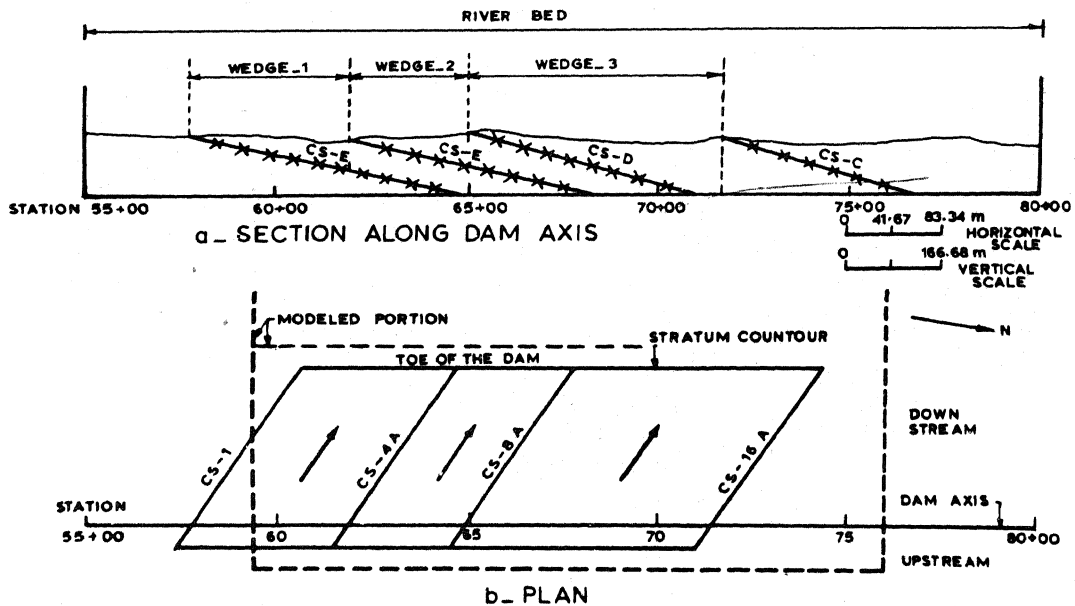 RIVER BED
WEDGE_1
WEDGE_2
WEDGE_3
CS-E
CS-E
CS-D
CS-C
STATION 55+00 60+00 65+00 70+00 75+00 80+00
a_ SECTION ALONG DAM AXIS
0 41.67 83.34 m
HORIZONTAL
SCALE
0 166.68 m
VERTICAL
SCALE
MODELED PORTION
STRATUM COUNTOUR
N
TOE OF THE DAM
DOWN
STREAM
CS-1
CS-4A
CS-8A
CS-16 A
STATION
DAM AXIS
55+00 60 65 70 75 80+00
UPSTREAM
b_ PLAN